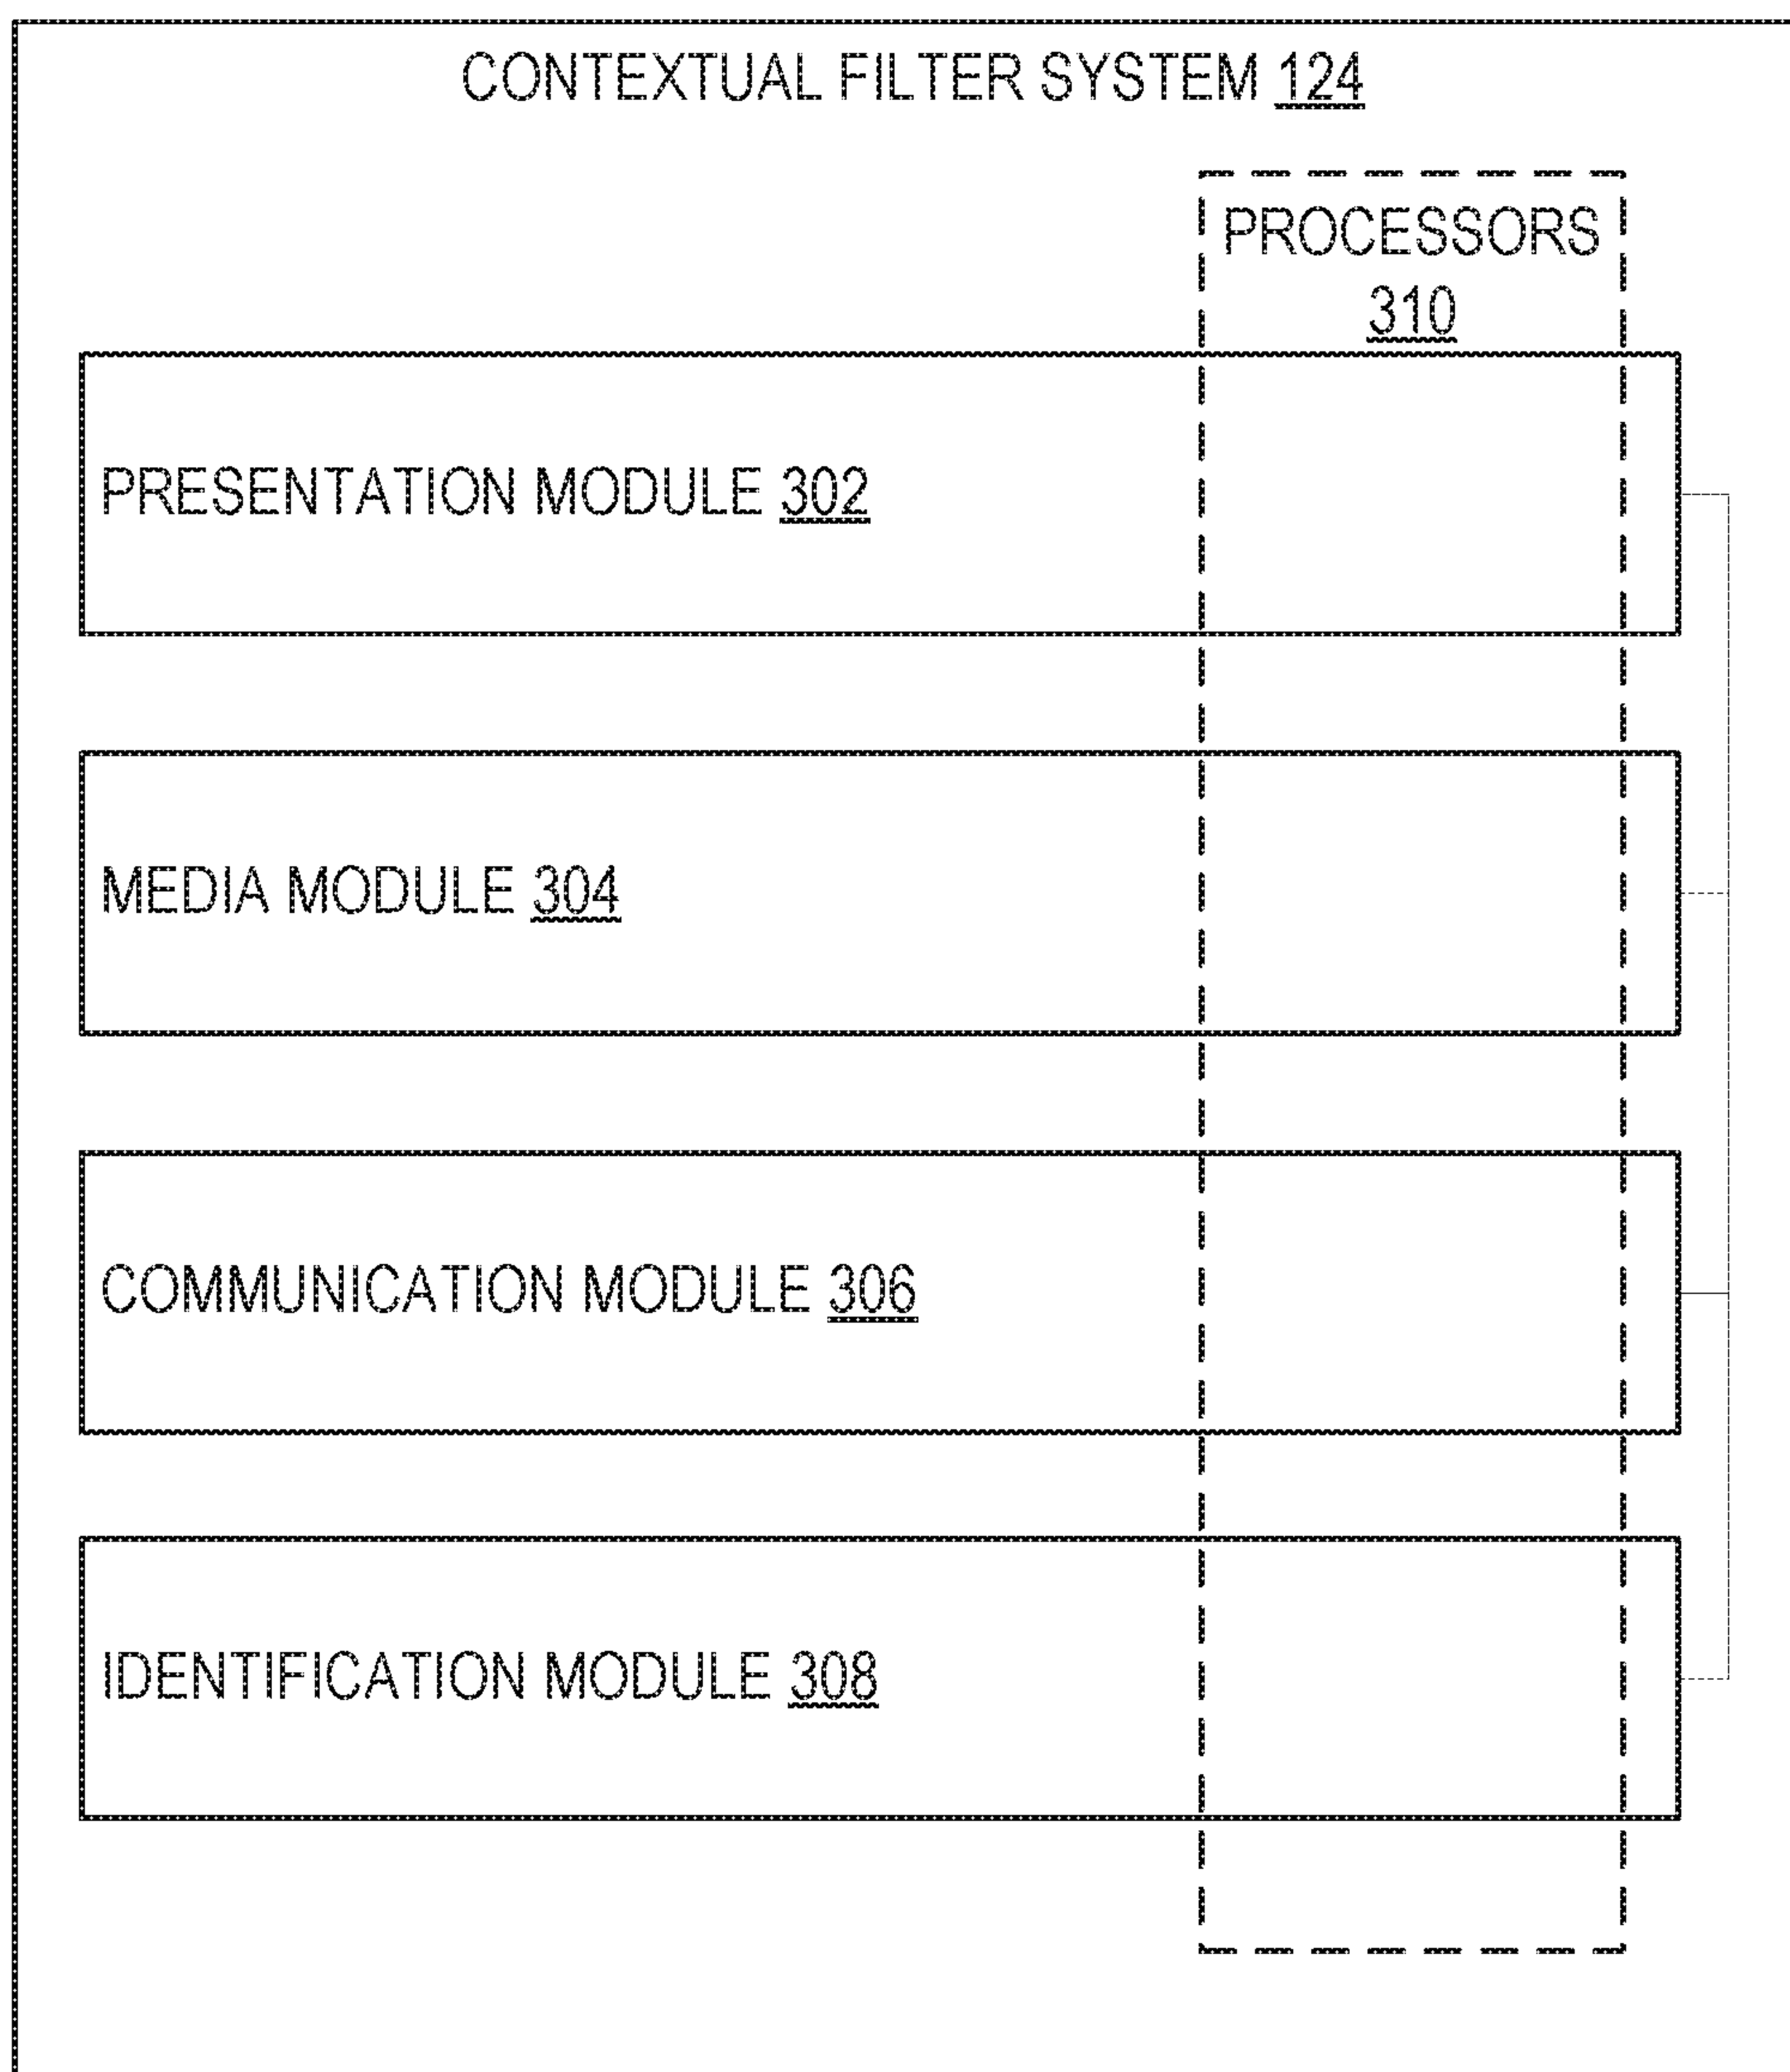 CONTEXTUAL FILTER SYSTEM 124
PROCESSORS
310
PRESENTATION MODULE 302
MEDIA MODULE 304
COMMUNICATION MODULE 306
IDENTIFICATION MODULE 308